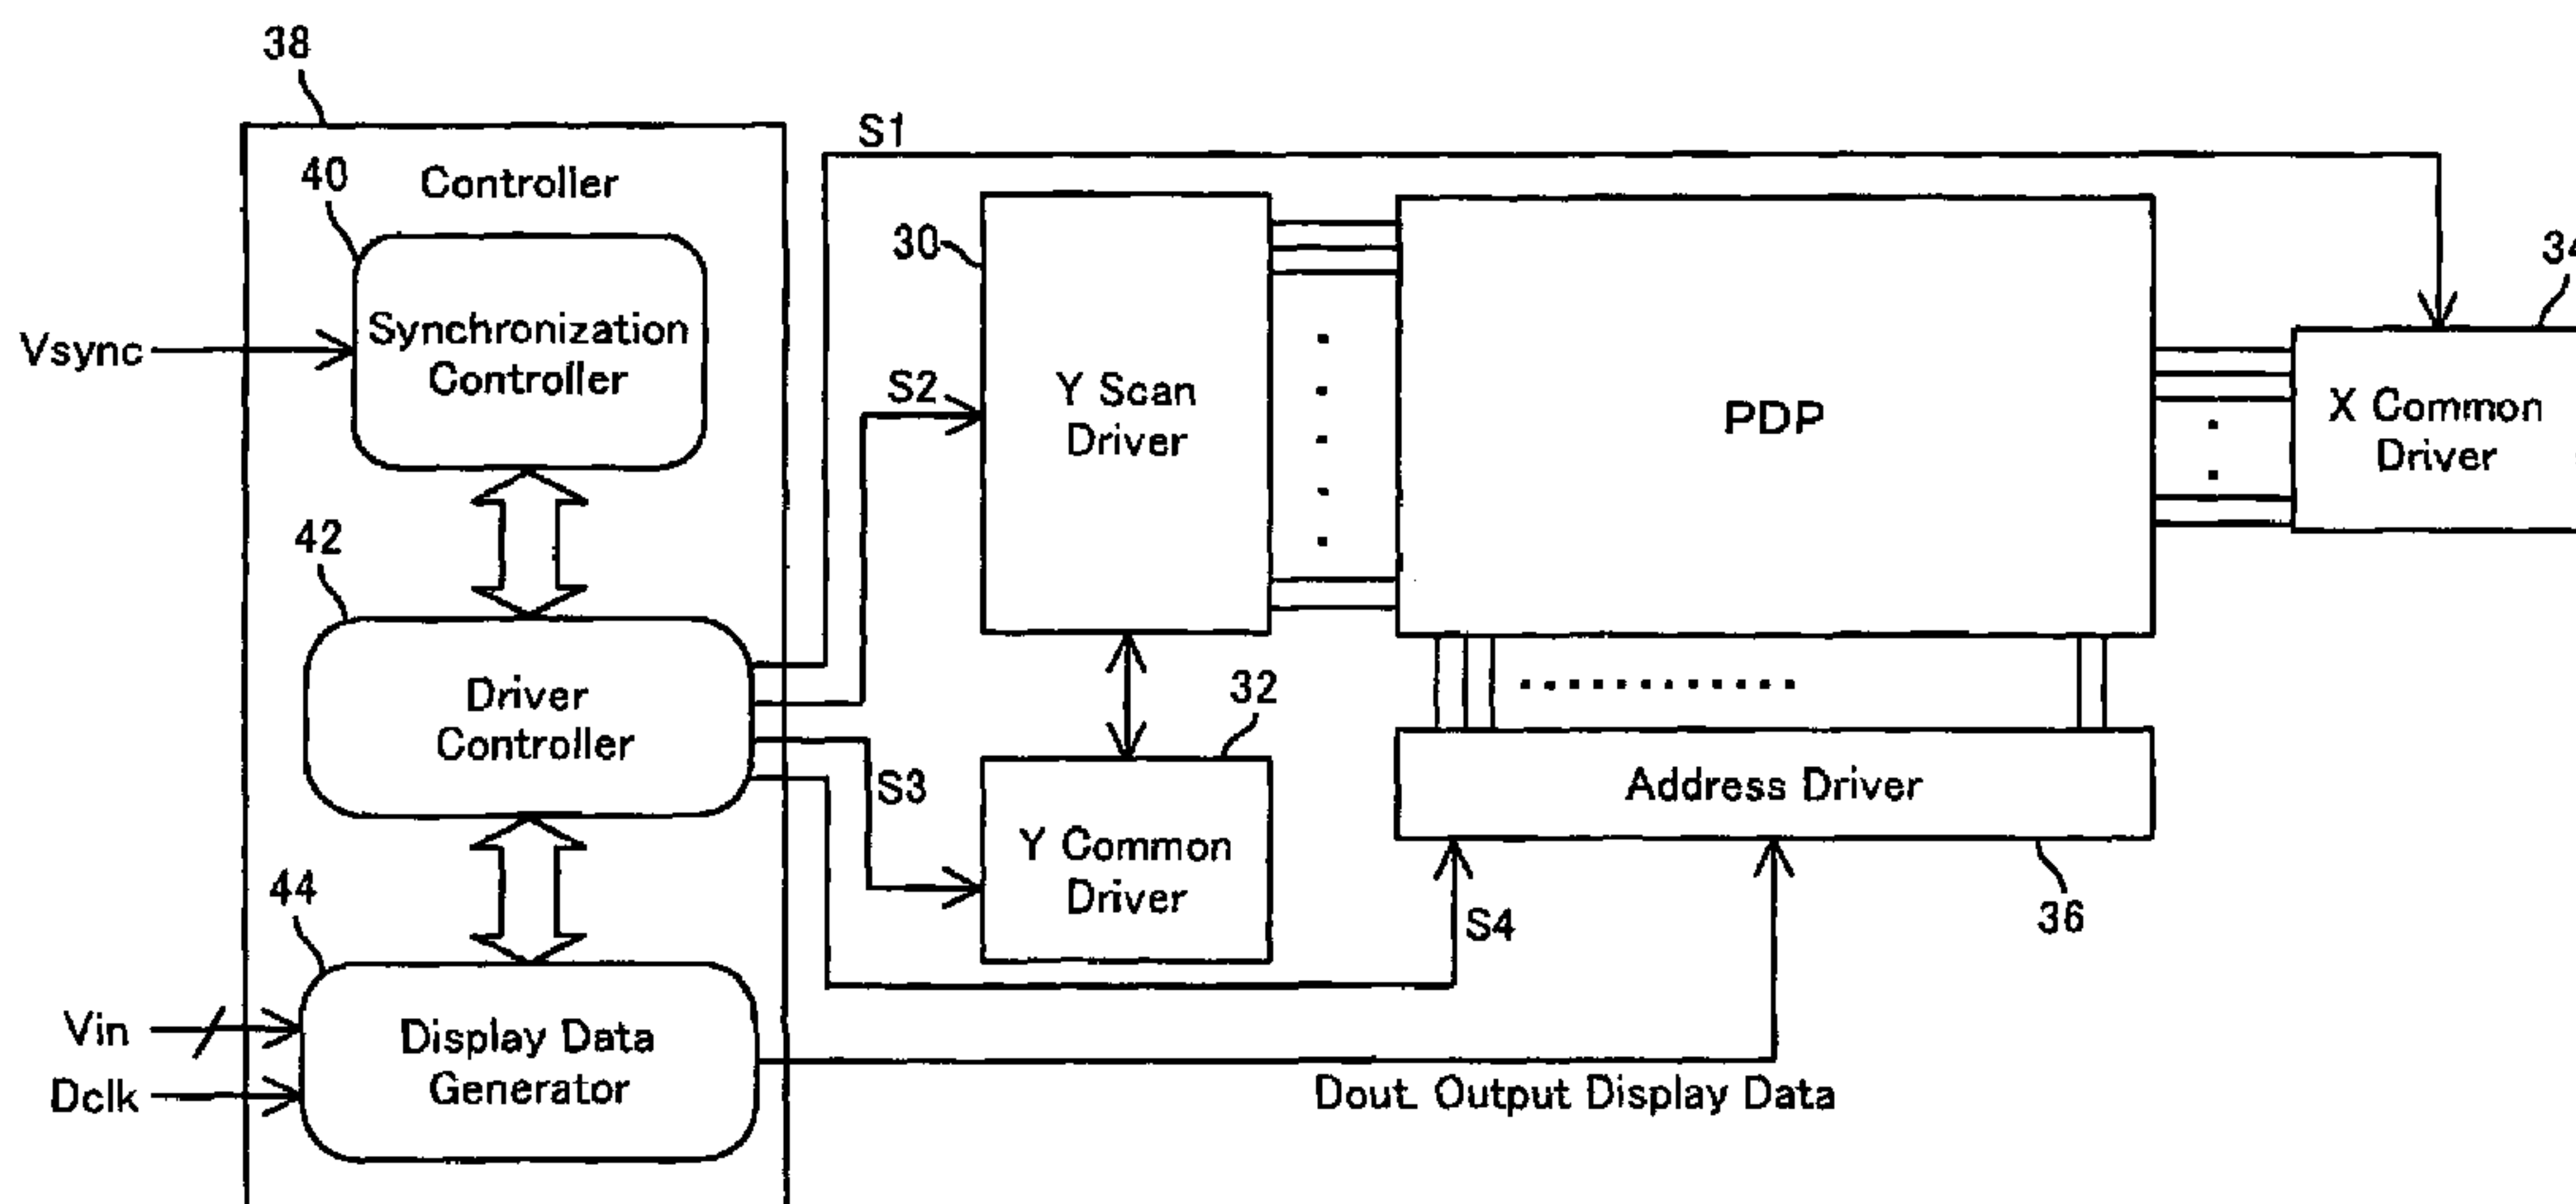 38
Controller
40
Synchronization
Controller
Vsync
42
Driver
Controller
44
Display Data
Generator
Vin
Dclk
S1
S2
S3
S4
30
Y Scan
Driver
32
Y Common
Driver
PDP
34
X Common
Driver
Address Driver
36
Dout Output Display Data